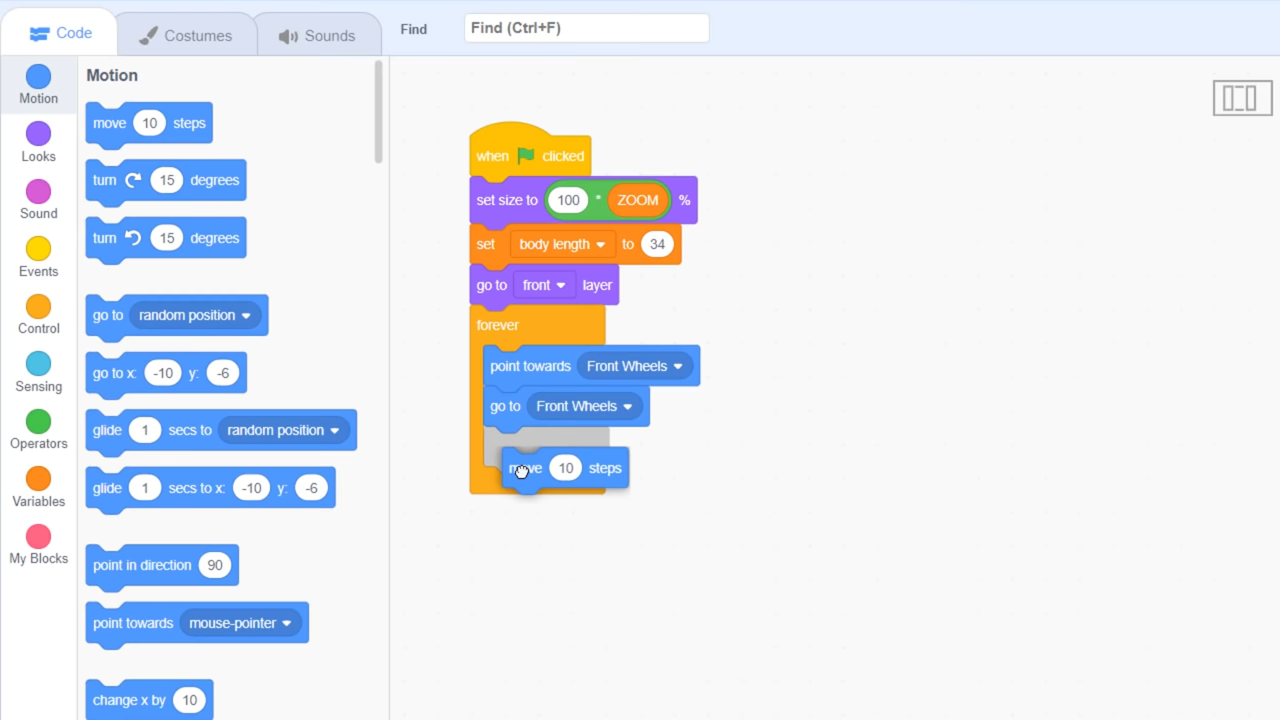 Code
Costumes
Sounds
Find
Find (Ctrl+F)
Motion
Looks
Sound
Events
Control
Sensing
Operators
Variables
My Blocks
Motion
move 10 steps
turn 15 degrees
turn 15 degrees
go to random position
go to x: -10 y: -6
glide 1 secs to random position
glide 1 secs to x: -10 y: -6
point in direction 90
point towards mouse-pointer
change x by 10
when clicked
set size to 100 * ZOOM %
set body length to 34
go to front layer
forever
point towards Front Wheels
go to Front Wheels
move 10 steps